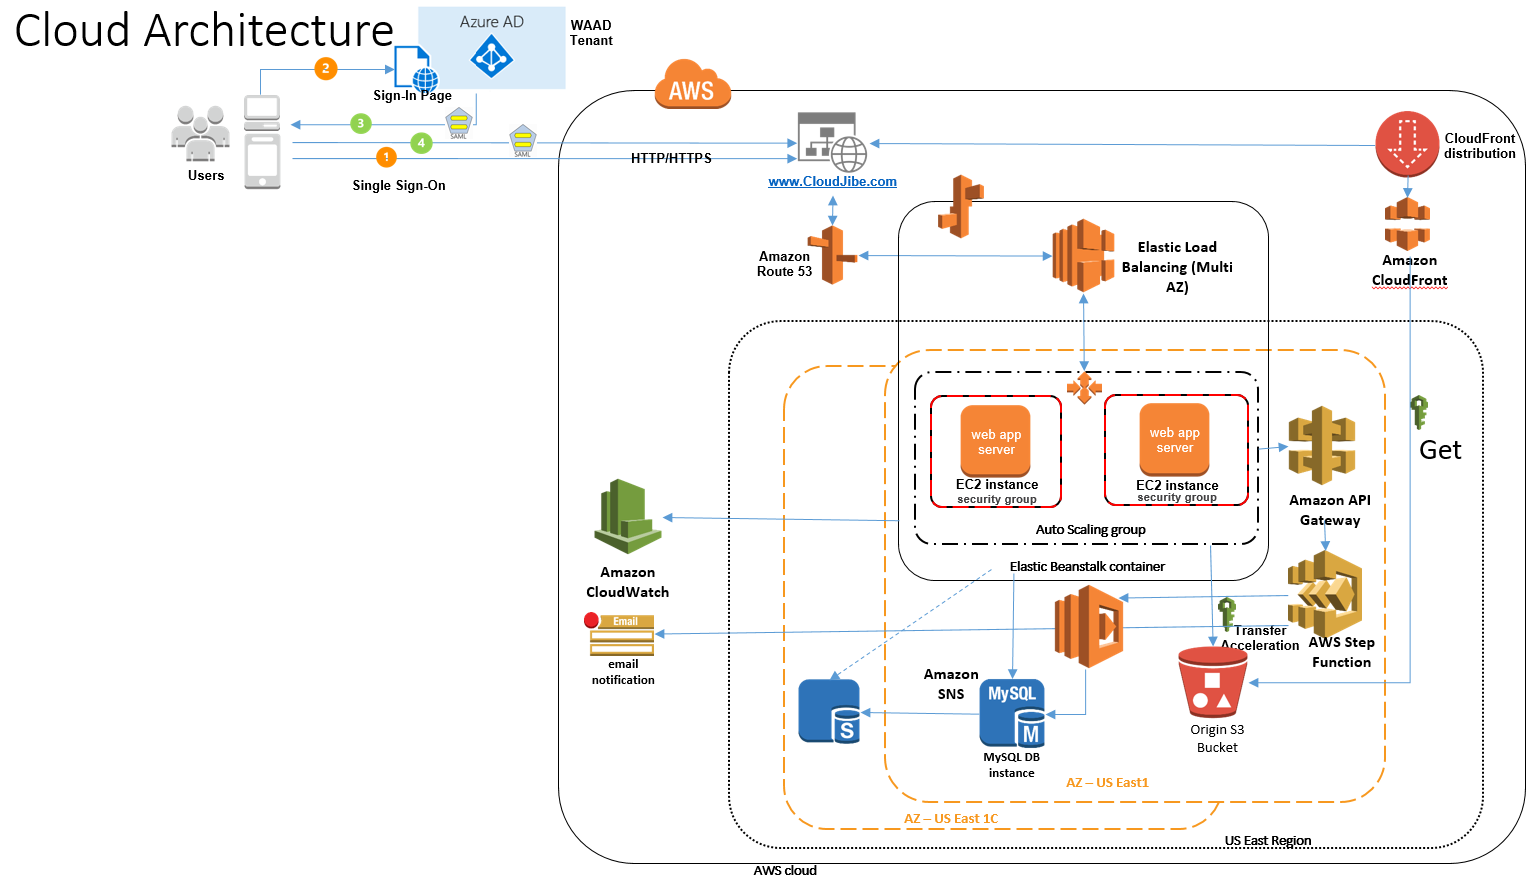 Cloud Architecture
Azure AD
WAAD
Tenant
2
Sign-In Page
AWS
3
SAML
4
SAML
1
HTTP/HTTPS
Users
Single Sign-On
www.CloudJibe.com
CloudFront
distribution
Amazon
Route 53
Elastic Load
Balancing (Multi
AZ)
Amazon
CloudFront
web app
server
EC2 instance
security group
web app
server
EC2 instance
security group
Get
Auto Scaling group
Amazon API
Gateway
Elastic Beanstalk container
Amazon
CloudWatch
Email
email
notification
Transfer
Acceleration
AWS Step
Function
Amazon
SNS
S
MySQL
M
MySQL DB
instance
Origin S3
Bucket
AZ – US East1
AZ – US East 1C
US East Region
AWS cloud